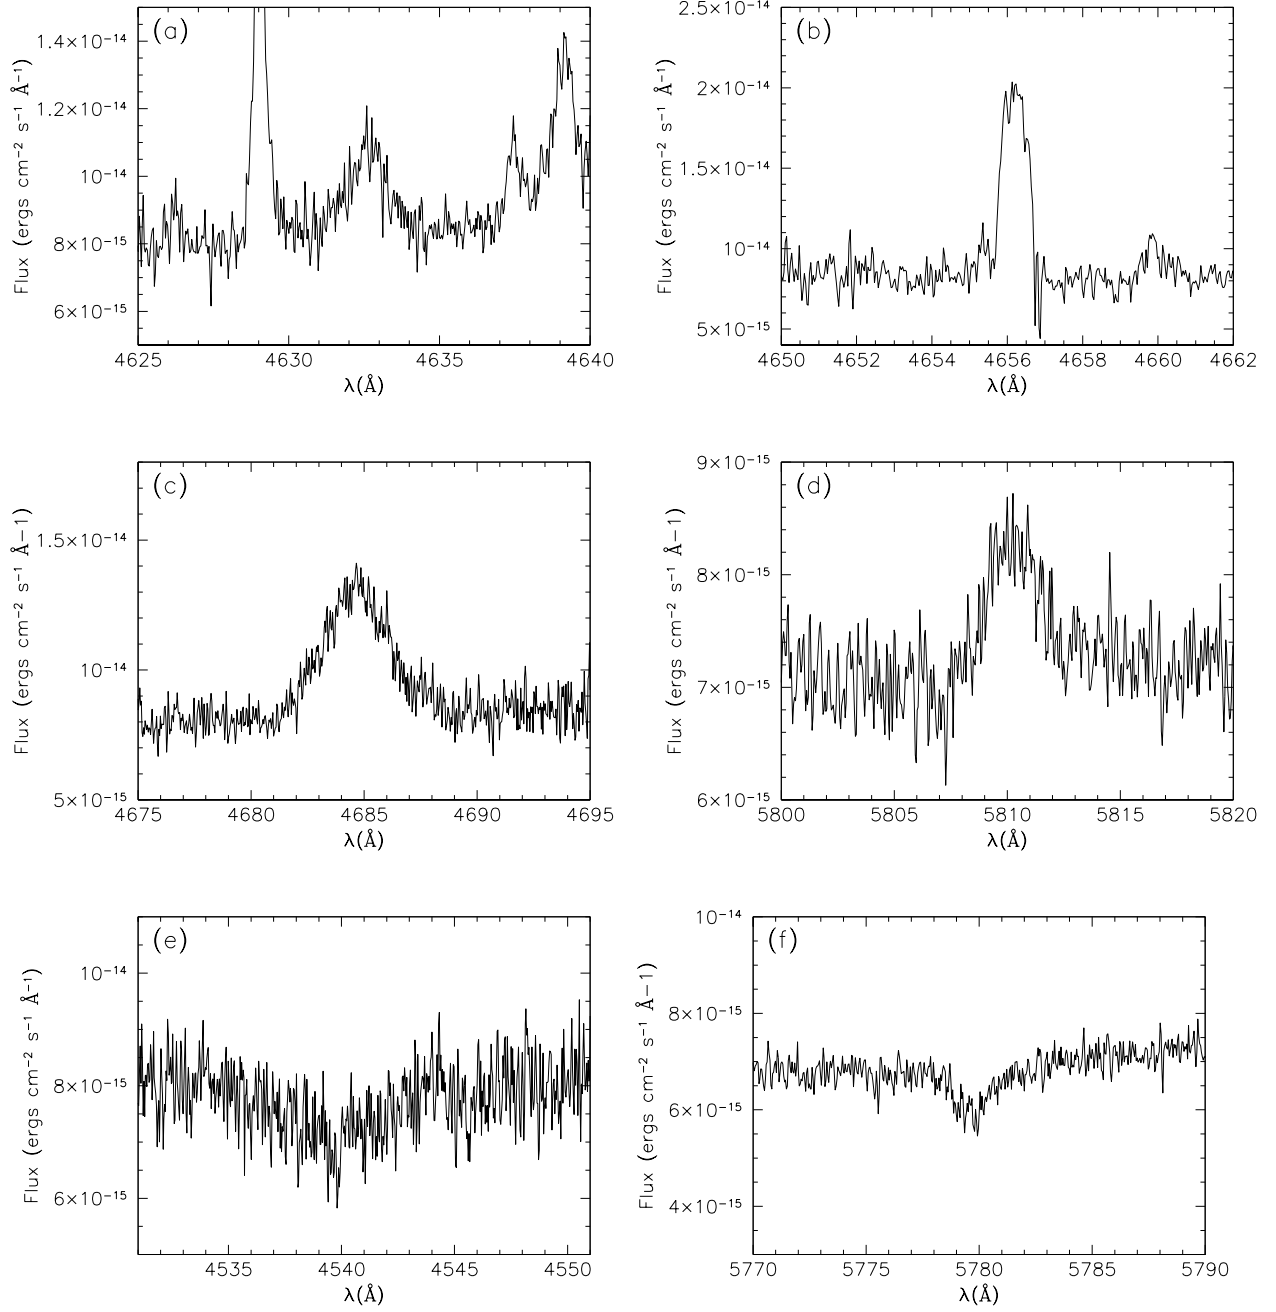 (a)
1.4×10⁻¹⁴
1.2×10⁻¹⁴
10⁻¹⁴
8×10⁻¹⁵
6×10⁻¹⁵
Flux (ergs cm⁻² s⁻¹ Å⁻¹)
4625 4630 4635 4640
λ(Å)
(b)
2.5×10⁻¹⁴
2×10⁻¹⁴
1.5×10⁻¹⁴
10⁻¹⁴
5×10⁻¹⁵
Flux (ergs cm⁻² s⁻¹ Å⁻¹)
4650 4652 4654 4656 4658 4660 4662
λ(Å)
(c)
1.5×10⁻¹⁴
10⁻¹⁴
5×10⁻¹⁵
Flux (ergs cm⁻² s⁻¹ Å−1)
4675 4680 4685 4690 4695
λ(Å)
(d)
9×10⁻¹⁵
8×10⁻¹⁵
7×10⁻¹⁵
6×10⁻¹⁵
Flux (ergs cm⁻² s⁻¹ Å−1)
5800 5805 5810 5815 5820
λ(Å)
(e)
10⁻¹⁴
8×10⁻¹⁵
6×10⁻¹⁵
Flux (ergs cm⁻² s⁻¹ Å⁻¹)
4535 4540 4545 4550
λ(Å)
(f)
10⁻¹⁴
8×10⁻¹⁵
6×10⁻¹⁵
4×10⁻¹⁵
Flux (ergs cm⁻² s⁻¹ Å−1)
5770 5775 5780 5785 5790
λ(Å)